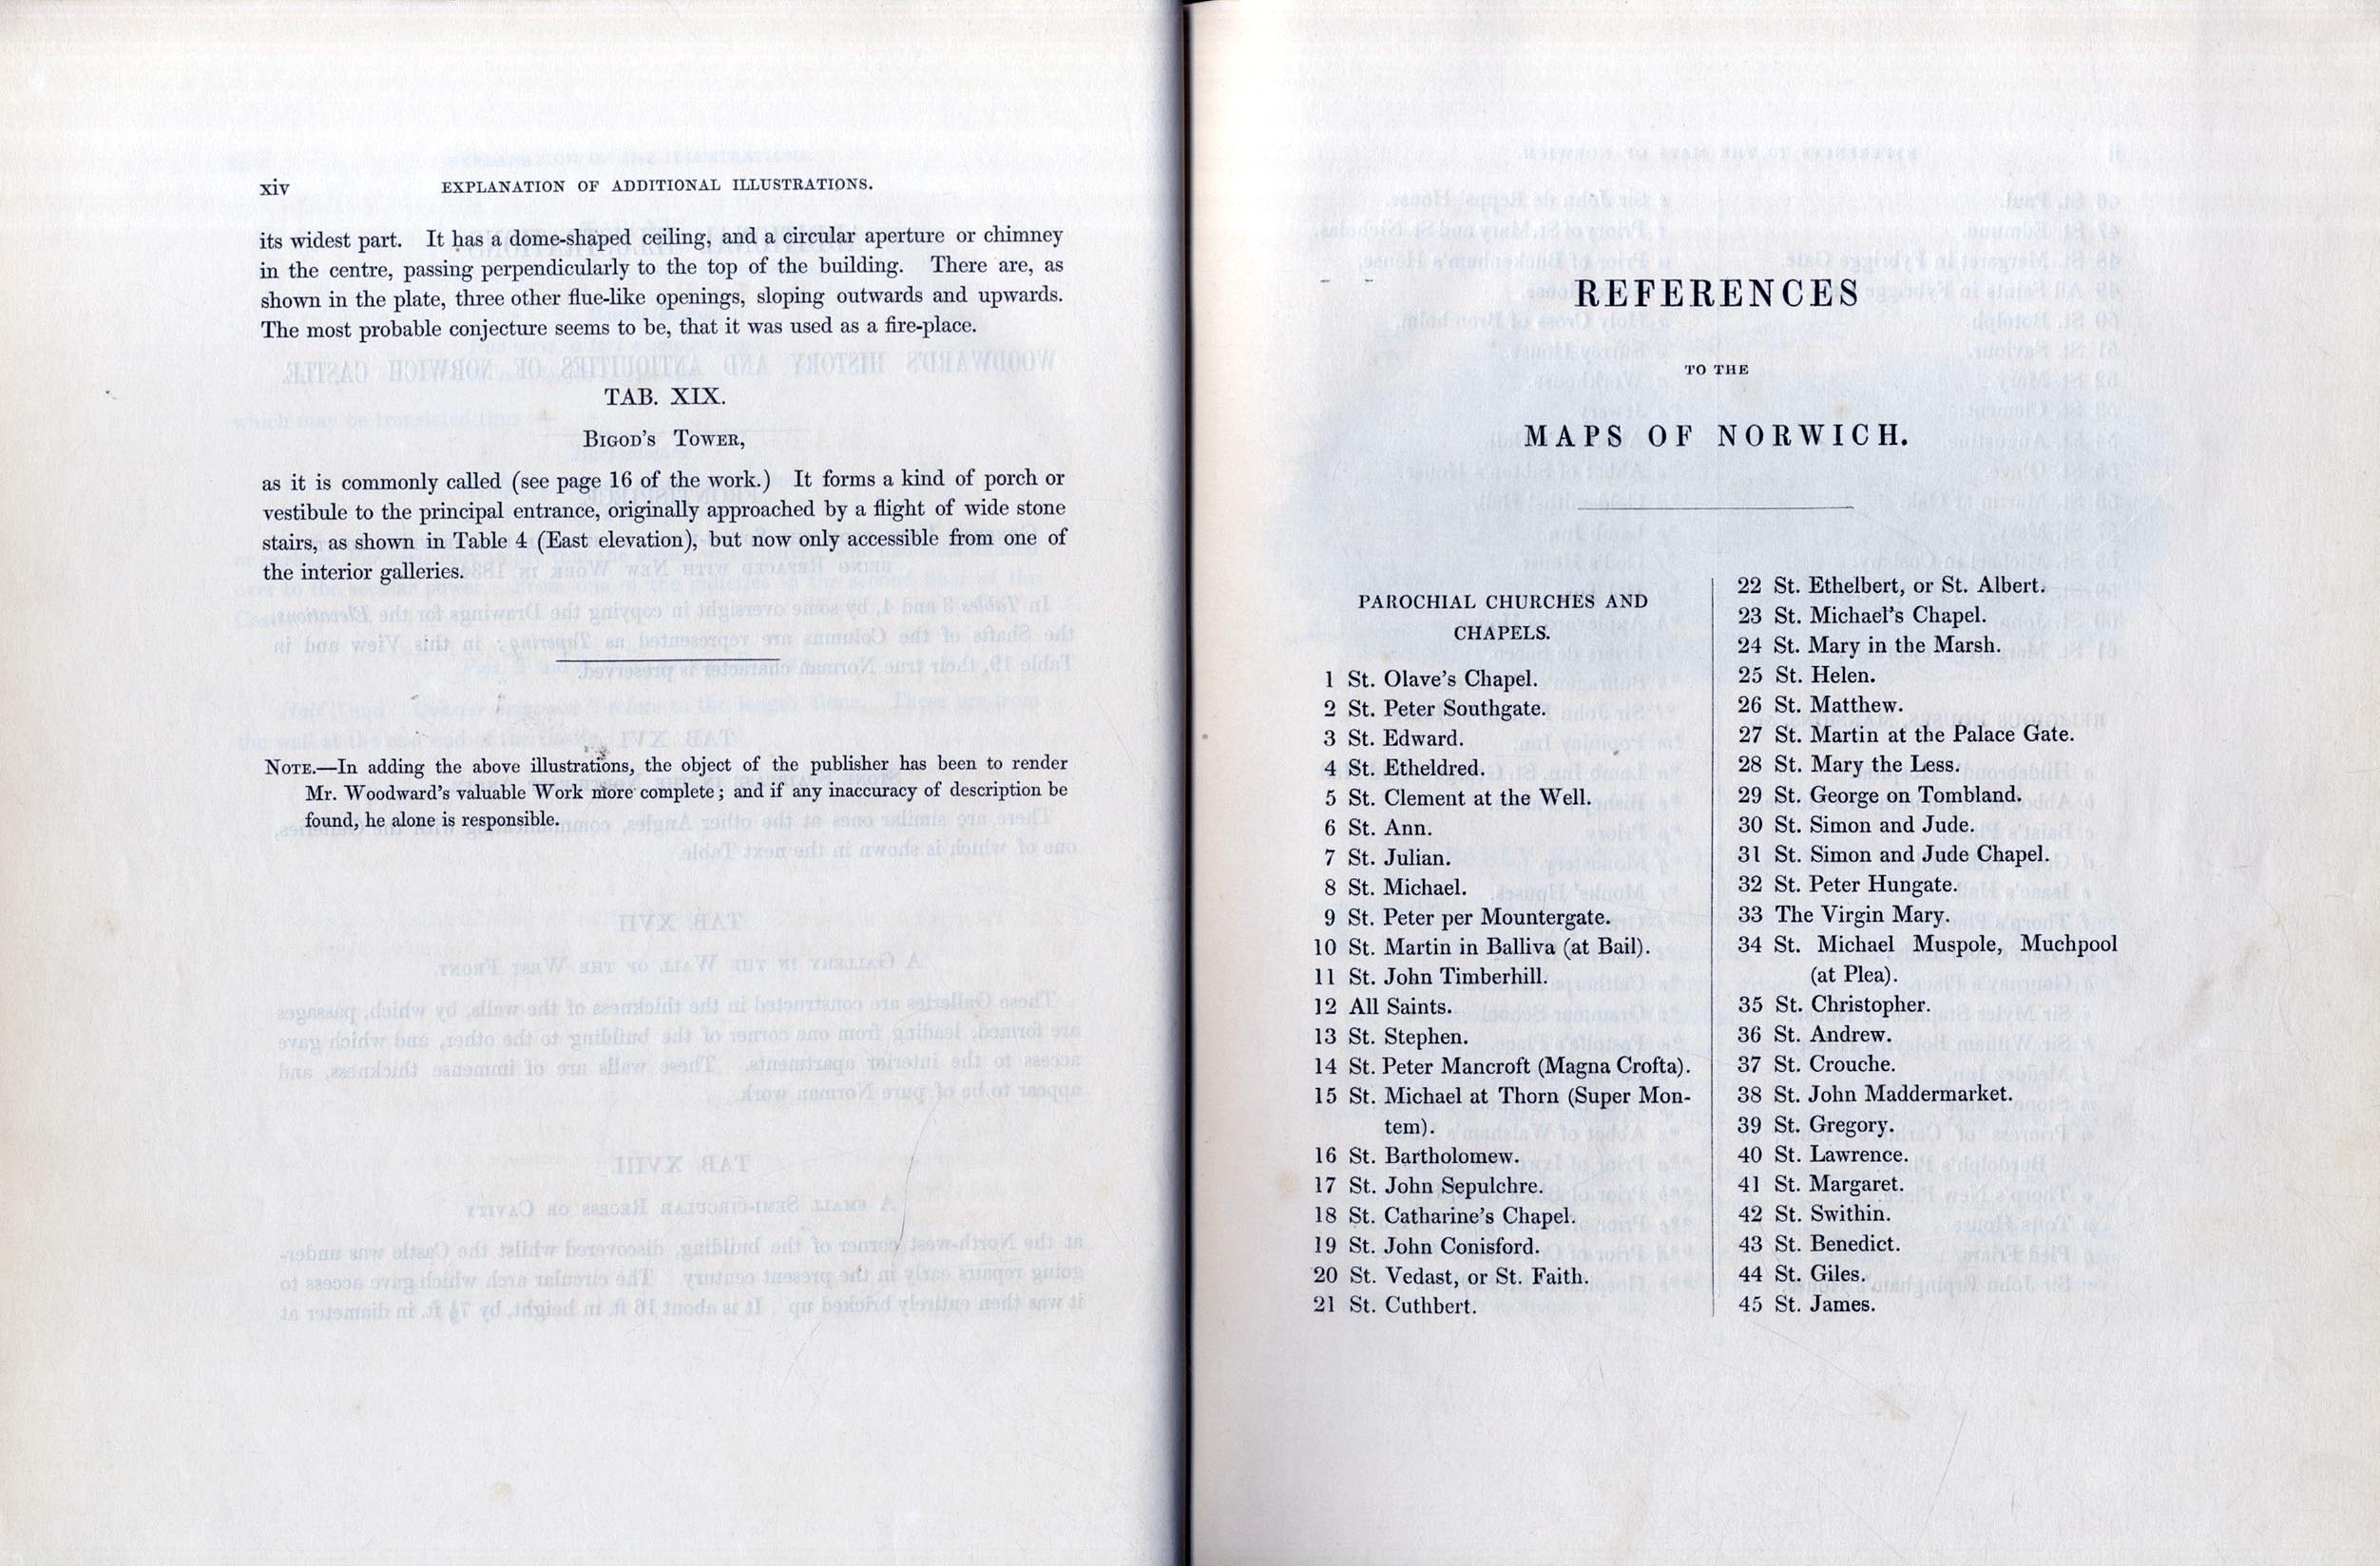 xiv EXPLANATION OF ADDITIONAL ILLUSTRATIONS.
its widest part. It has a dome-shaped ceiling, and a circular aperture or chimney
in the centre, passing perpendicularly to the top of the building. There are, as
shown in the plate, three other flue-like openings, sloping outwards and upwards.
The most probable conjecture seems to be, that it was used as a fire-place.
TAB. XIX.
BIGOD'S TOWER,
as it is commonly called (see page 16 of the work.) It forms a kind of porch or
vestibule to the principal entrance, originally approached by a flight of wide stone
stairs, as shown in Table 4 (East elevation), but now only accessible from one of
the interior galleries.
NOTE.—In adding the above illustrations, the object of the publisher has been to render
Mr. Woodward's valuable Work more complete; and if any inaccuracy of description be
found, he alone is responsible.
REFERENCES
TO THE
MAPS OF NORWICH.
PAROCHIAL CHURCHES AND
CHAPELS.
1 St. Olave's Chapel.
2 St. Peter Southgate.
3 St. Edward.
4 St. Etheldred.
5 St. Clement at the Well.
6 St. Ann.
7 St. Julian.
8 St. Michael.
9 St. Peter per Mountergate.
10 St. Martin in Balliva (at Bail).
11 St. John Timberhill.
12 All Saints.
13 St. Stephen.
14 St. Peter Mancroft (Magna Crofta).
15 St. Michael at Thorn (Super Mon-
tem).
16 St. Bartholomew.
17 St. John Sepulchre.
18 St. Catharine's Chapel.
19 St. John Conisford.
20 St. Vedast, or St. Faith.
21 St. Cuthbert.
22 St. Ethelbert, or St. Albert.
23 St. Michael's Chapel.
24 St. Mary in the Marsh.
25 St. Helen.
26 St. Matthew.
27 St. Martin at the Palace Gate.
28 St. Mary the Less.
29 St. George on Tombland.
30 St. Simon and Jude.
31 St. Simon and Jude Chapel.
32 St. Peter Hungate.
33 The Virgin Mary.
34 St. Michael Muspole, Muchpool
(at Plea).
35 St. Christopher.
36 St. Andrew.
37 St. Crouche.
38 St. John Maddermarket.
39 St. Gregory.
40 St. Lawrence.
41 St. Margaret.
42 St. Swithin.
43 St. Benedict.
44 St. Giles.
45 St. James.